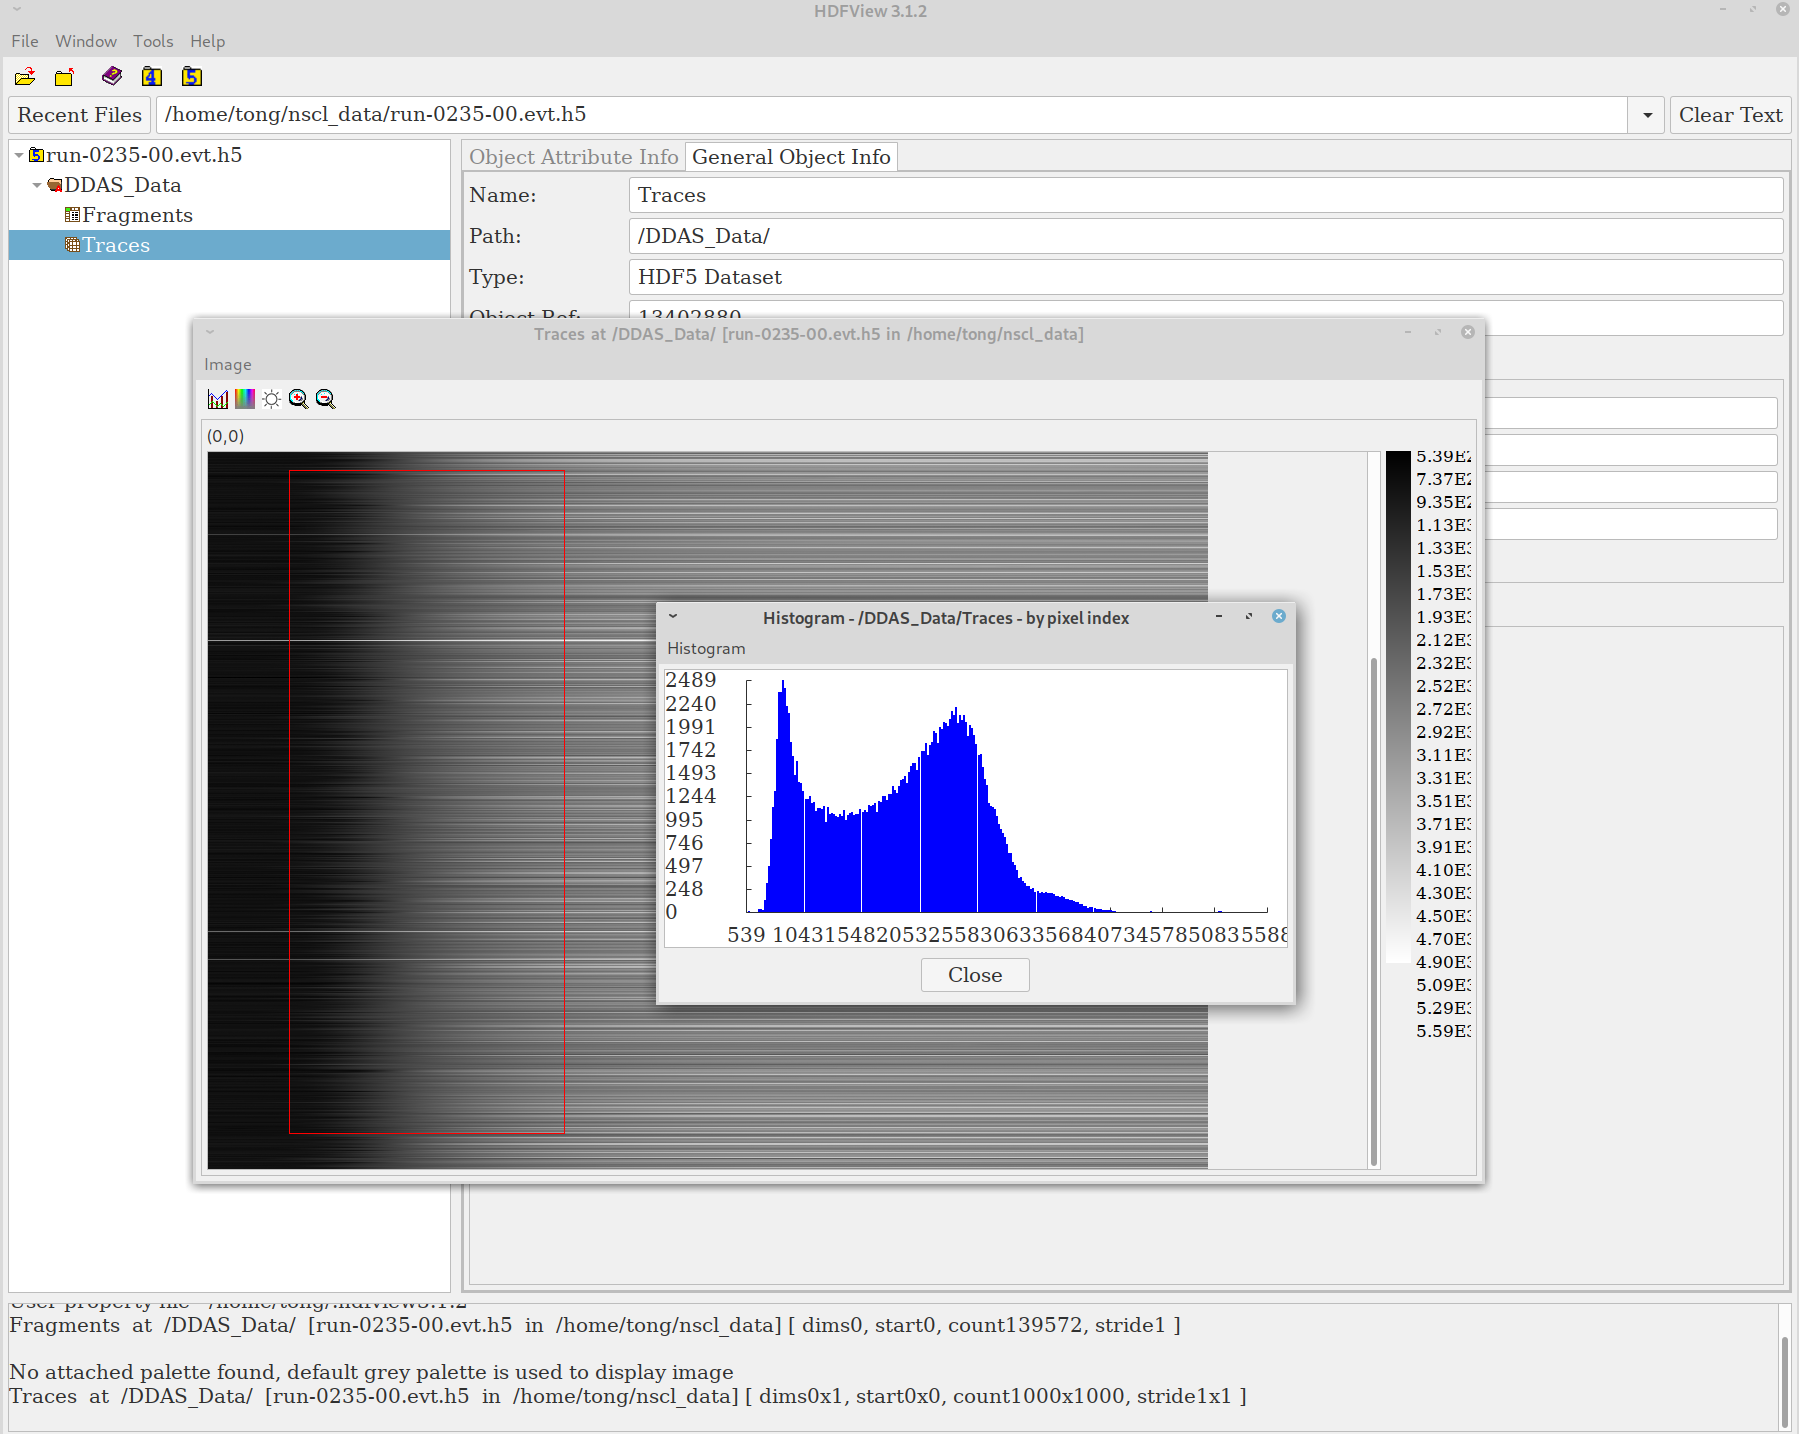 HDFView 3.1.2
File Window Tools Help
4 5
Recent Files /home/tong/nscl_data/run-0235-00.evt.h5 Clear Text
5 run-0235-00.evt.h5
DDAS_Data
Fragments
Traces
Object Attribute Info General Object Info
Name: Traces
Path: /DDAS_Data/
Type: HDF5 Dataset
Object Ref: 13402880
Traces at /DDAS_Data/ [run-0235-00.evt.h5 in /home/tong/nscl_data]
Image
(0,0)
5.39E2
7.37E2
9.35E2
1.13E3
1.33E3
1.53E3
1.73E3
1.93E3
2.12E3
2.32E3
2.52E3
2.72E3
2.92E3
3.11E3
3.31E3
3.51E3
3.71E3
3.91E3
4.10E3
4.30E3
4.50E3
4.70E3
4.90E3
5.09E3
5.29E3
5.59E3
Histogram - /DDAS_Data/Traces - by pixel index
Histogram
2489
2240
1991
1742
1493
1244
995
746
497
248
0
539 1043154820532558306335684073457850835588
Close
User property file /home/tong/.hdfview3.1.2
Fragments at /DDAS_Data/ [run-0235-00.evt.h5 in /home/tong/nscl_data] [ dims0, start0, count139572, stride1 ]
No attached palette found, default grey palette is used to display image
Traces at /DDAS_Data/ [run-0235-00.evt.h5 in /home/tong/nscl_data] [ dims0x1, start0x0, count1000x1000, stride1x1 ]